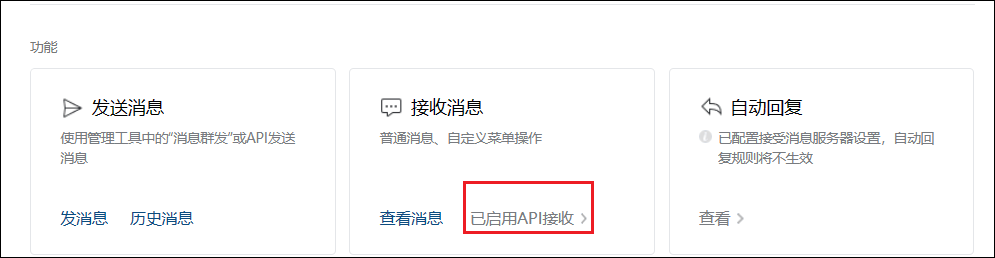 功能
发送消息
使用管理工具中的“消息群发”或API发送
消息
发消息 历史消息
接收消息
普通消息、自定义菜单操作
查看消息 已启用API接收 >
自动回复
已配置接受消息服务器设置，自动回
复规则将不生效
查看 >